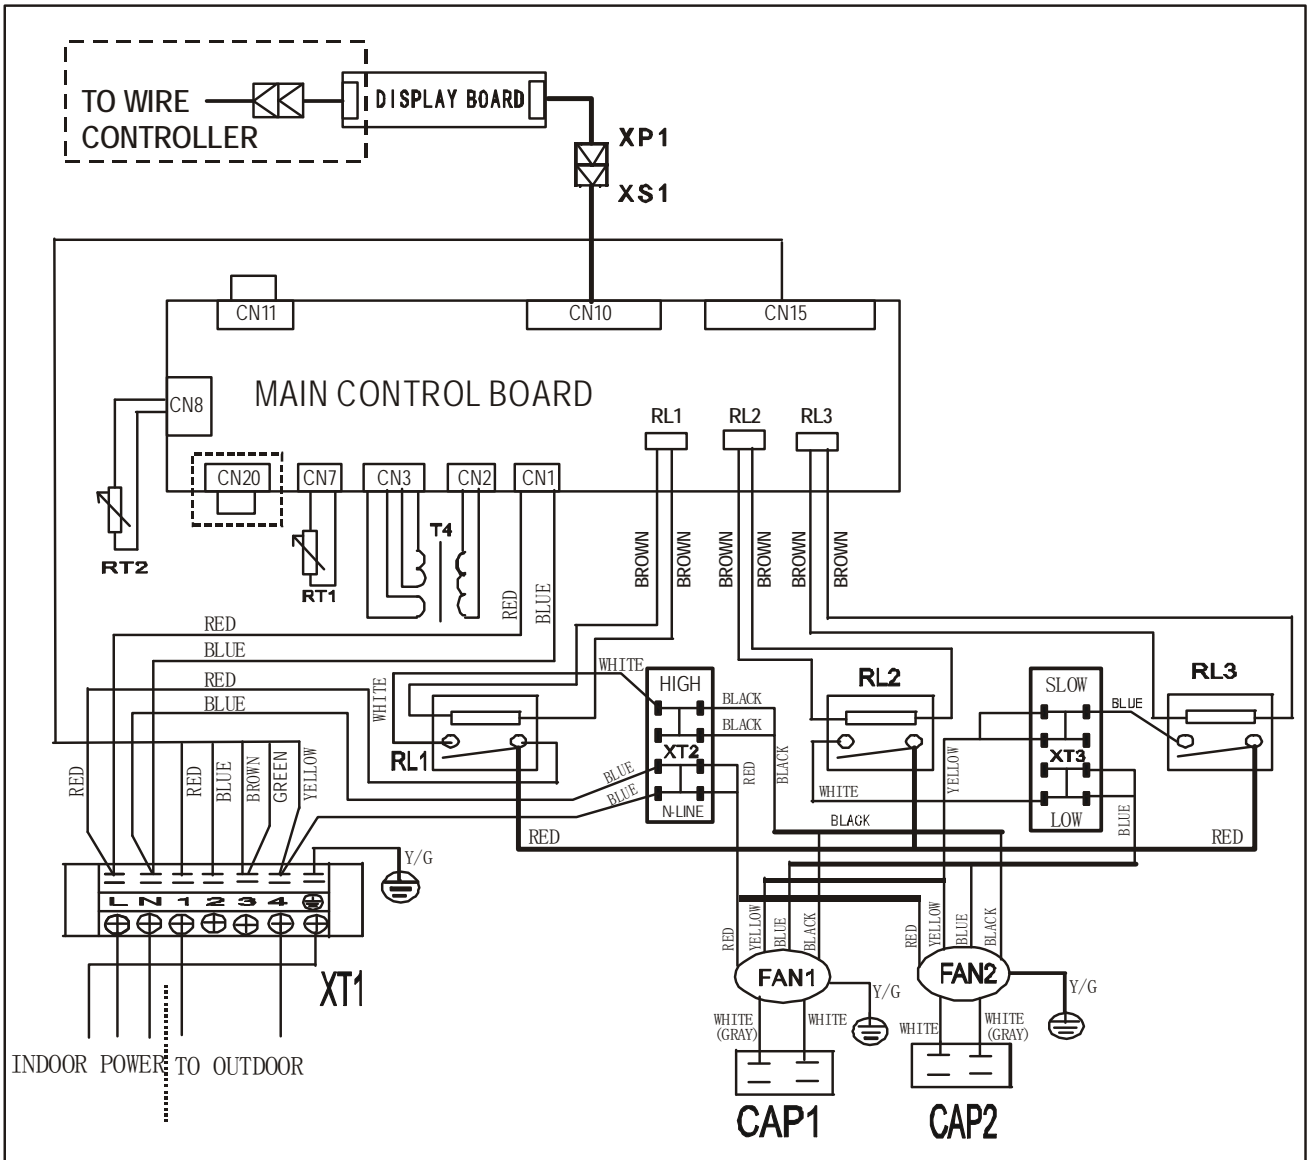 TO WIRE
CONTROLLER
DISPLAY BOARD
XP1
XS1
CN11
CN10
CN15
CN8
MAIN CONTROL BOARD
RL1
RL2
RL3
CN20
CN7
CN3
CN2
CN1
T4
RT2
RT1
BROWN
BROWN
BROWN
BROWN
BROWN
BROWN
RED
BLUE
RED
BLUE
RED
BLUE
WHITE
WHITE
HIGH
BLACK
BLACK
XT2
N-LINE
RL1
BLUE
BLUE
RED
BLACK
RL2
WHITE
YELLOW
SLOW
XT3
LOW
BLUE
BLUE
RL3
RED
RED
BLUE
BROWN
GREEN
YELLOW
RED
BLACK
RED
Y/G
L N 1 2 3 4
XT1
RED
YELLOW
BLUE
BLACK
RED
YELLOW
BLUE
BLACK
FAN1
FAN2
Y/G
Y/G
WHITE
(GRAY)
WHITE
WHITE
WHITE
(GRAY)
INDOOR POWER
TO OUTDOOR
CAP1
CAP2